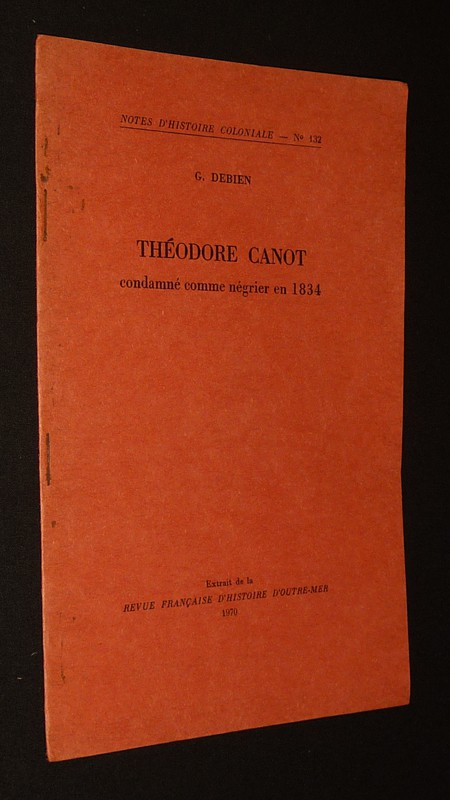 NOTES D'HISTOIRE COLONIALE — No 132
G. DEBIEN
THÉODORE CANOT
condamné comme négrier en 1834
Extrait de la
REVUE FRANÇAISE D'HISTOIRE D'OUTRE-MER
1970